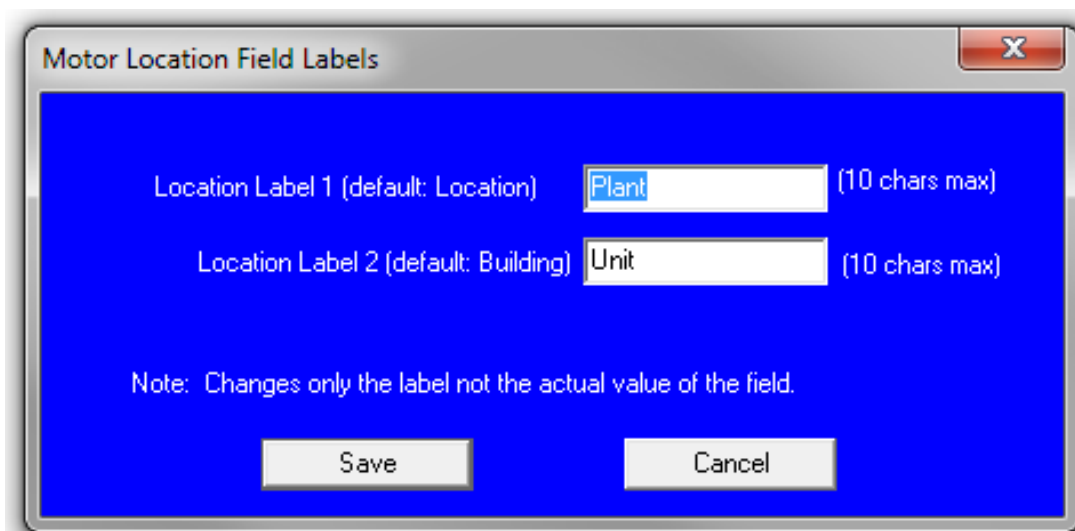 Motor Location Field Labels
Location Label 1 (default: Location) Plant (10 chars max)
Location Label 2 (default: Building) Unit (10 chars max)
Note:  Changes only the label not the actual value of the field.
Save Cancel